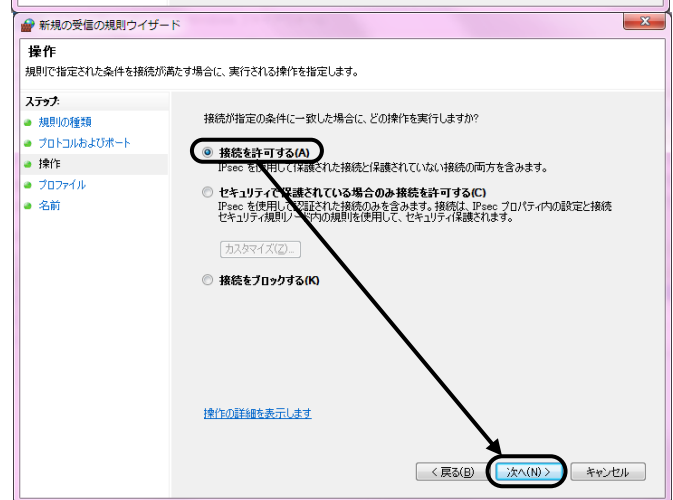 新規の受信の規則ウィザード
操作
規則で指定された条件を接続が満たす場合に、実行される操作を指定します。
ステップ:
規則の種類
プロトコルおよびポート
操作
プロファイル
名前
接続が指定の条件に一致した場合に、どの操作を実行しますか?
接続を許可する(A)
IPsec を使用して保護された接続と保護されていない接続の両方を含みます。
セキュリティで保護されている場合のみ接続を許可する(C)
IPsec を使用して認証された接続のみを含みます。接続は、IPsec プロパティ内の設定と接続
セキュリティ規則ノード内の規則を使用して、セキュリティ保護されます。
カスタマイズ(Z)...
接続をブロックする(K)
操作の詳細を表示します
< 戻る(B)
次へ(N) >
キャンセル